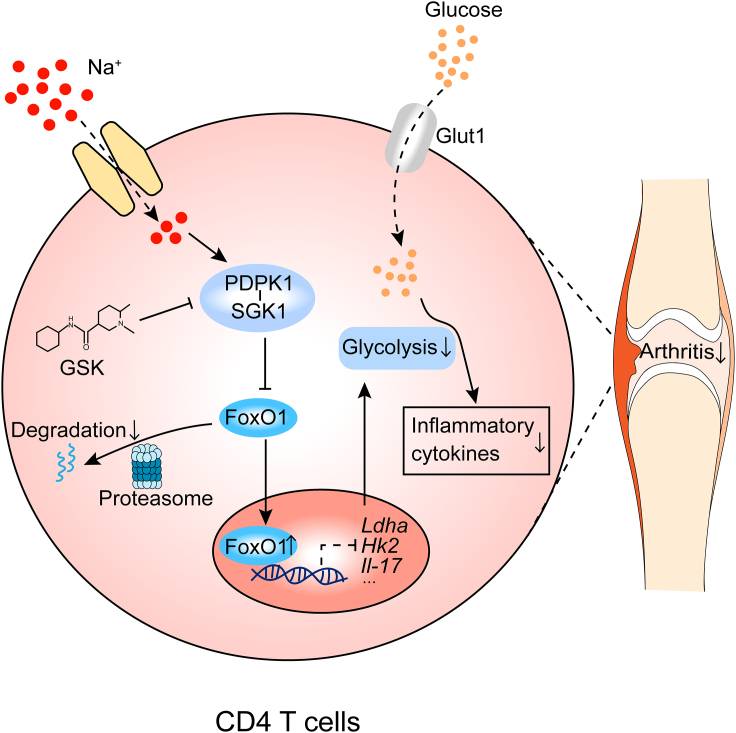 Glucose
Na⁺
Glut1
PDPK1
SGK1
GSK
Glycolysis↓
Arthritis↓
FoxO1
Inflammatory
cytokines ↓
Degradation↓
Proteasome
FoxO1↑
Ldha
Hk2
Il-17
...
CD4 T cells
H
N
O
N